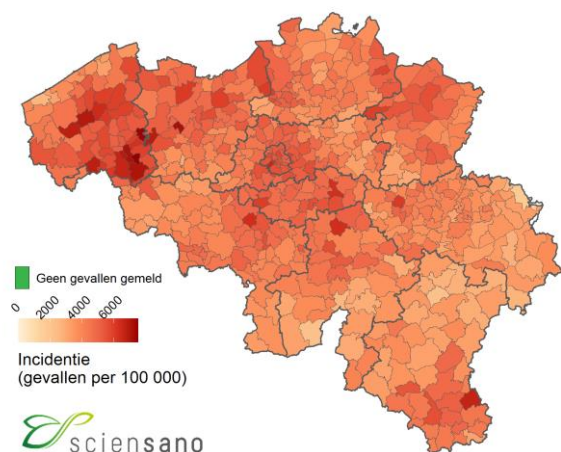 Geen gevallen gemeld
0 2000 4000 6000
Incidentie
(gevallen per 100 000)
sciensano